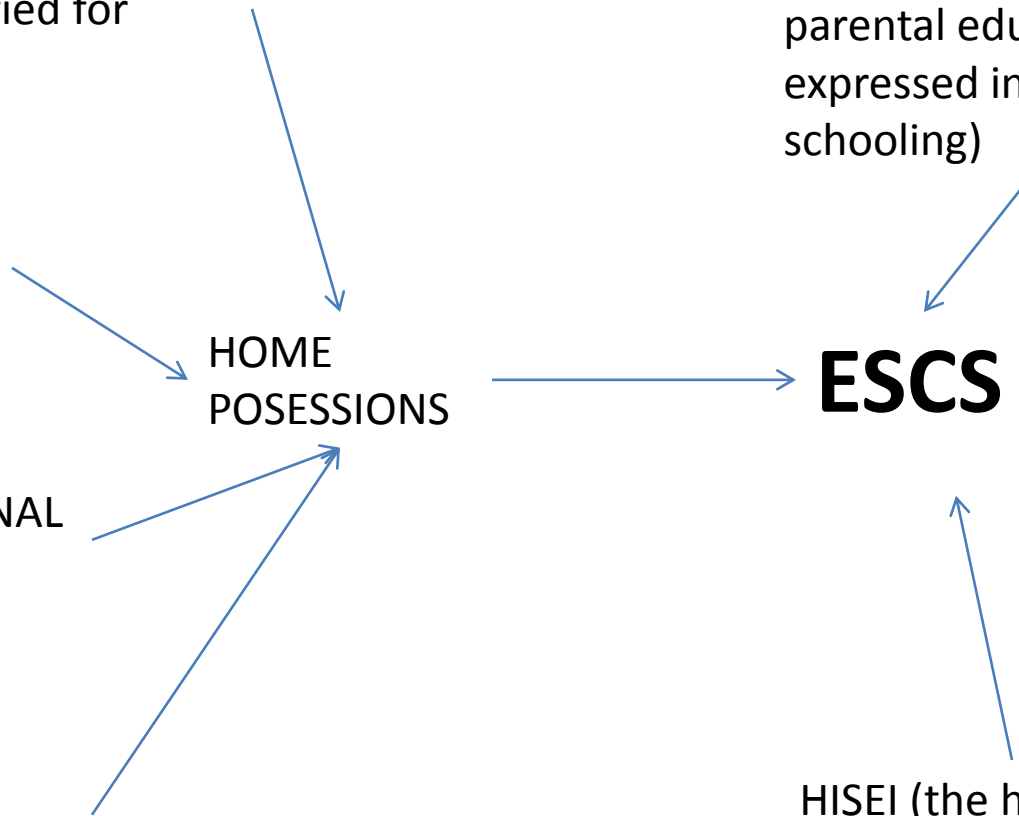 ied for
parental edu
expressed in
schooling)
HOME
POSESSIONS
ESCS
NAL
HISEI (the h